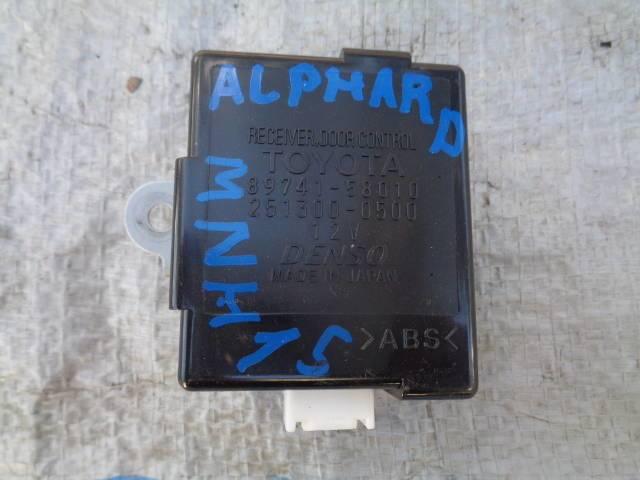 ALPHARD
RECEIVER,DOOR CONTROL
TOYOTA
89741-58010
251300-0500
12V
DENSO
MADE IN JAPAN
>ABS<
MNH15